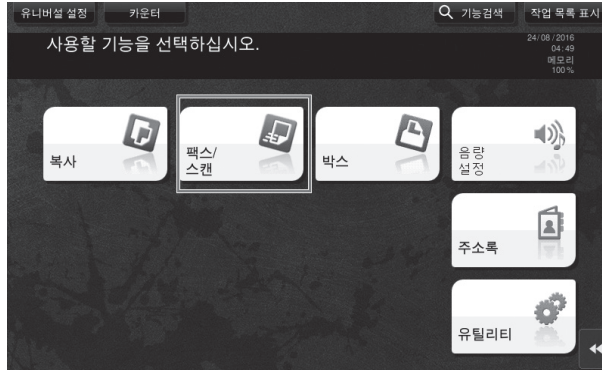 유니버설 설정
카운터
기능검색
작업 목록 표시
사용할 기능을 선택하십시오.
24/08/2016
04:49
메모리
100%
복사
팩스/
스캔
박스
음량
설정
주소록
유틸리티